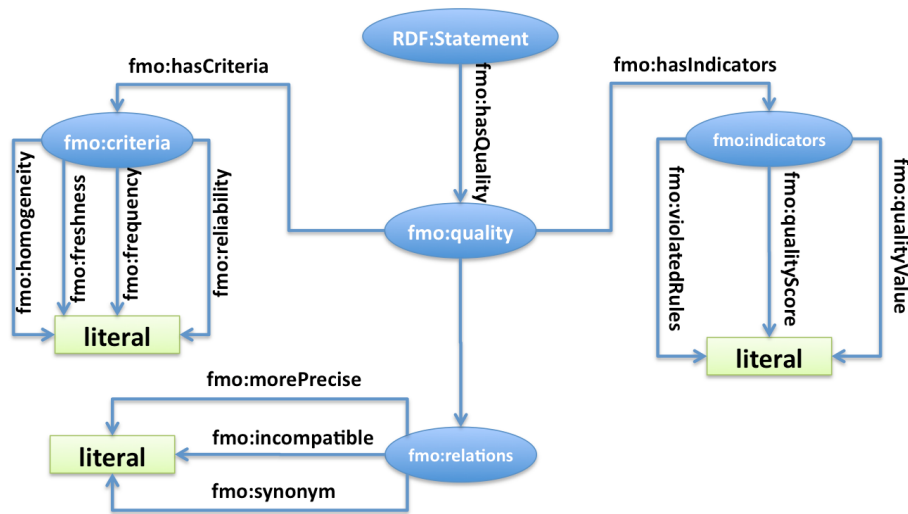 RDF:Statement
fmo:hasCriteria
fmo:hasQuality
fmo:hasIndicators
fmo:criteria
fmo:indicators
fmo:homogeneity
fmo:freshness
fmo:frequency
fmo:reliability
fmo:quality
fmo:violatedRules
fmo:qualityScore
fmo:qualityValue
literal
literal
fmo:morePrecise
fmo:incompatible
literal
fmo:relations
fmo:synonym